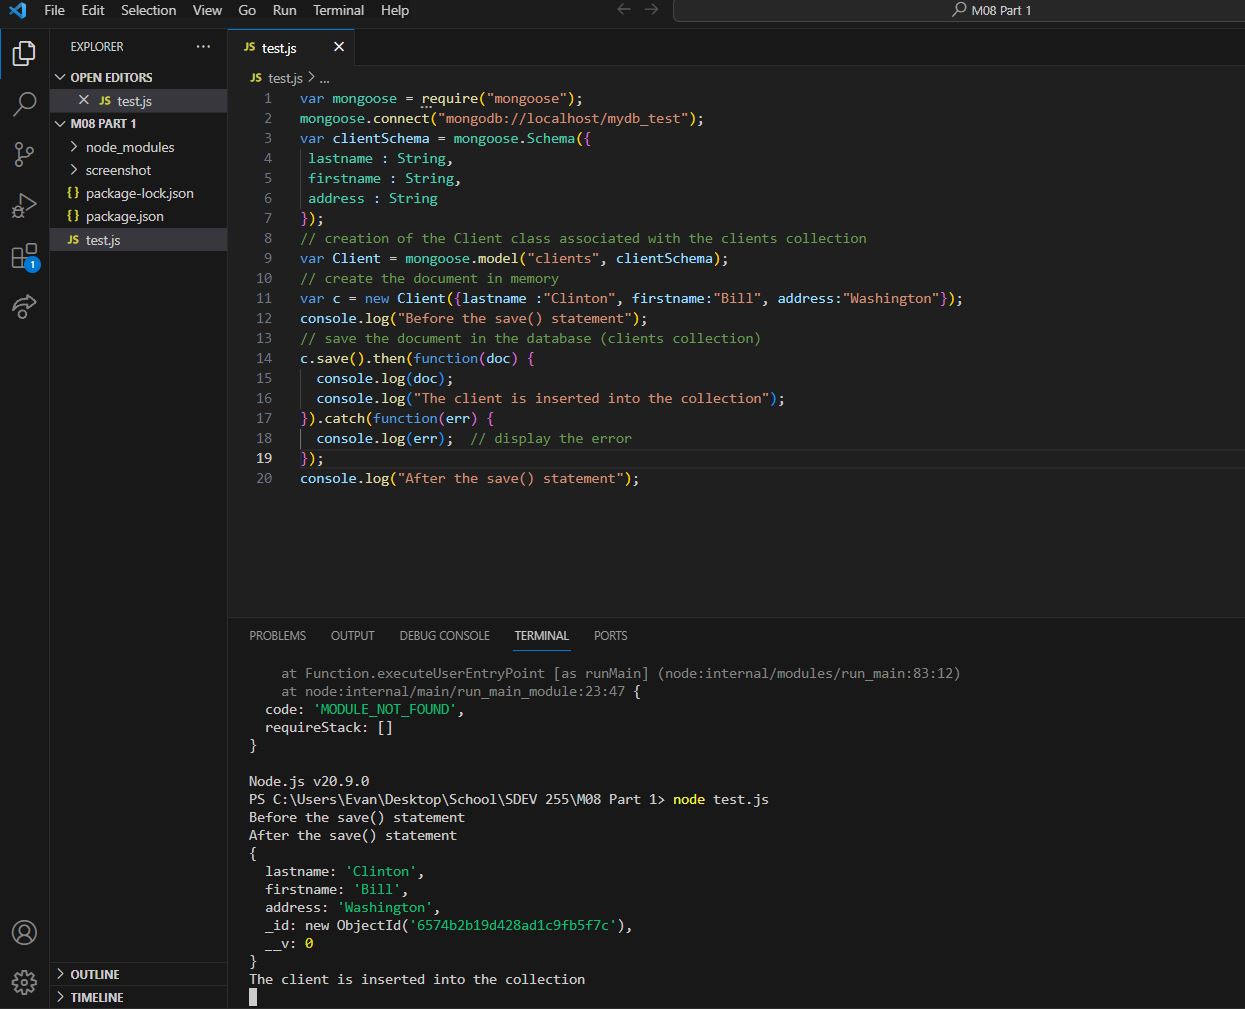 File Edit Selection View Go Run Terminal Help
M08 Part 1
EXPLORER
OPEN EDITORS
JS test.js
M08 PART 1
node_modules
screenshot
{} package-lock.json
{} package.json
JS test.js
1
OUTLINE
TIMELINE
JS test.js
JS test.js > ...
1 var mongoose = require("mongoose");
2 mongoose.connect("mongodb://localhost/mydb_test");
3 var clientSchema = mongoose.Schema({
4 lastname : String,
5 firstname : String,
6 address : String
7 });
8 // creation of the Client class associated with the clients collection
9 var Client = mongoose.model("clients", clientSchema);
10 // create the document in memory
11 var c = new Client({lastname :"Clinton", firstname:"Bill", address:"Washington"});
12 console.log("Before the save() statement");
13 // save the document in the database (clients collection)
14 c.save().then(function(doc) {
15 console.log(doc);
16 console.log("The client is inserted into the collection");
17 }).catch(function(err) {
18 console.log(err);  // display the error
19 });
20 console.log("After the save() statement");
PROBLEMS OUTPUT DEBUG CONSOLE TERMINAL PORTS
at Function.executeUserEntryPoint [as runMain] (node:internal/modules/run_main:83:12)
at node:internal/main/run_main_module:23:47 {
code: 'MODULE_NOT_FOUND',
requireStack: []
}
Node.js v20.9.0
PS C:\Users\Evan\Desktop\School\SDEV 255\M08 Part 1> node test.js
Before the save() statement
After the save() statement
{
lastname: 'Clinton',
firstname: 'Bill',
address: 'Washington',
_id: new ObjectId('6574b2b19d428ad1c9fb5f7c'),
__v: 0
}
The client is inserted into the collection